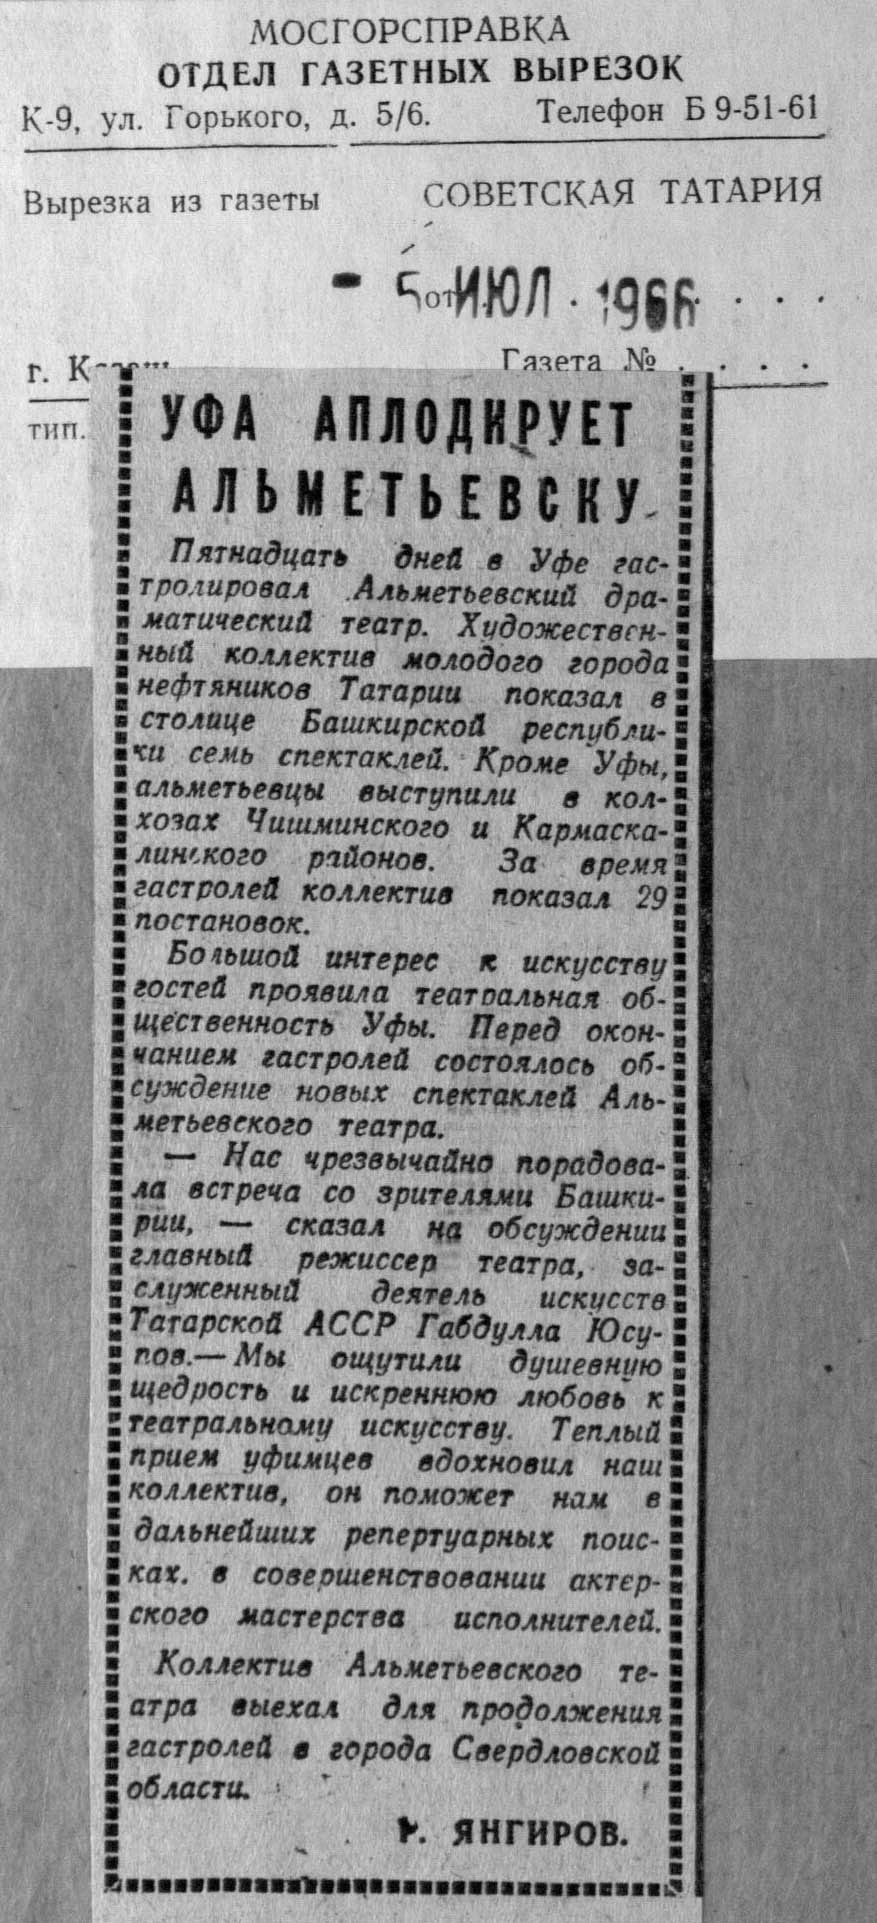 МОСГОРСПРАВКА
ОТДЕЛ ГАЗЕТНЫХ ВЫРЕЗОК
К-9, ул. Горького, д. 5/6. Телефон Б 9-51-61
Вырезка из газеты СОВЕТСКАЯ ТАТАРИЯ
- 5 от ИЮЛ . 1966 . . . .
г. Казань Газета № . . . .
тип.
УФА АПЛОДИРУЕТ
АЛЬМЕТЬЕВСКУ
Пятнадцать дней в Уфе гас-
тролировал Альметьевский дра-
матический театр. Художествен-
ный коллектив молодого города
нефтяников Татарии показал в
столице Башкирской республи-
ки семь спектаклей. Кроме Уфы,
альметьевцы выступили в кол-
хозах Чишминского и Кармаска-
линского районов. За время
гастролей коллектив показал 29
постановок.
Большой интерес к искусству
гостей проявила театральная об-
щественность Уфы. Перед окон-
чанием гастролей состоялось об-
суждение новых спектаклей Аль-
метьевского театра.
— Нас чрезвычайно порадова-
ла встреча со зрителями Башки-
рии, — сказал на обсуждении
главный режиссер театра, за-
служенный деятель искусств
Татарской АССР Габдулла Юсу-
пов.— Мы ощутили душевную
щедрость и искреннюю любовь к
театральному искусству. Теплый
прием уфимцев вдохновил наш
коллектив, он поможет нам в
дальнейших репертуарных поис-
ках. в совершенствовании актер-
ского мастерства исполнителей.
Коллектив Альметьевского те-
атра выехал для продолжения
гастролей в города Свердловской
области.
ЯНГИРОВ.